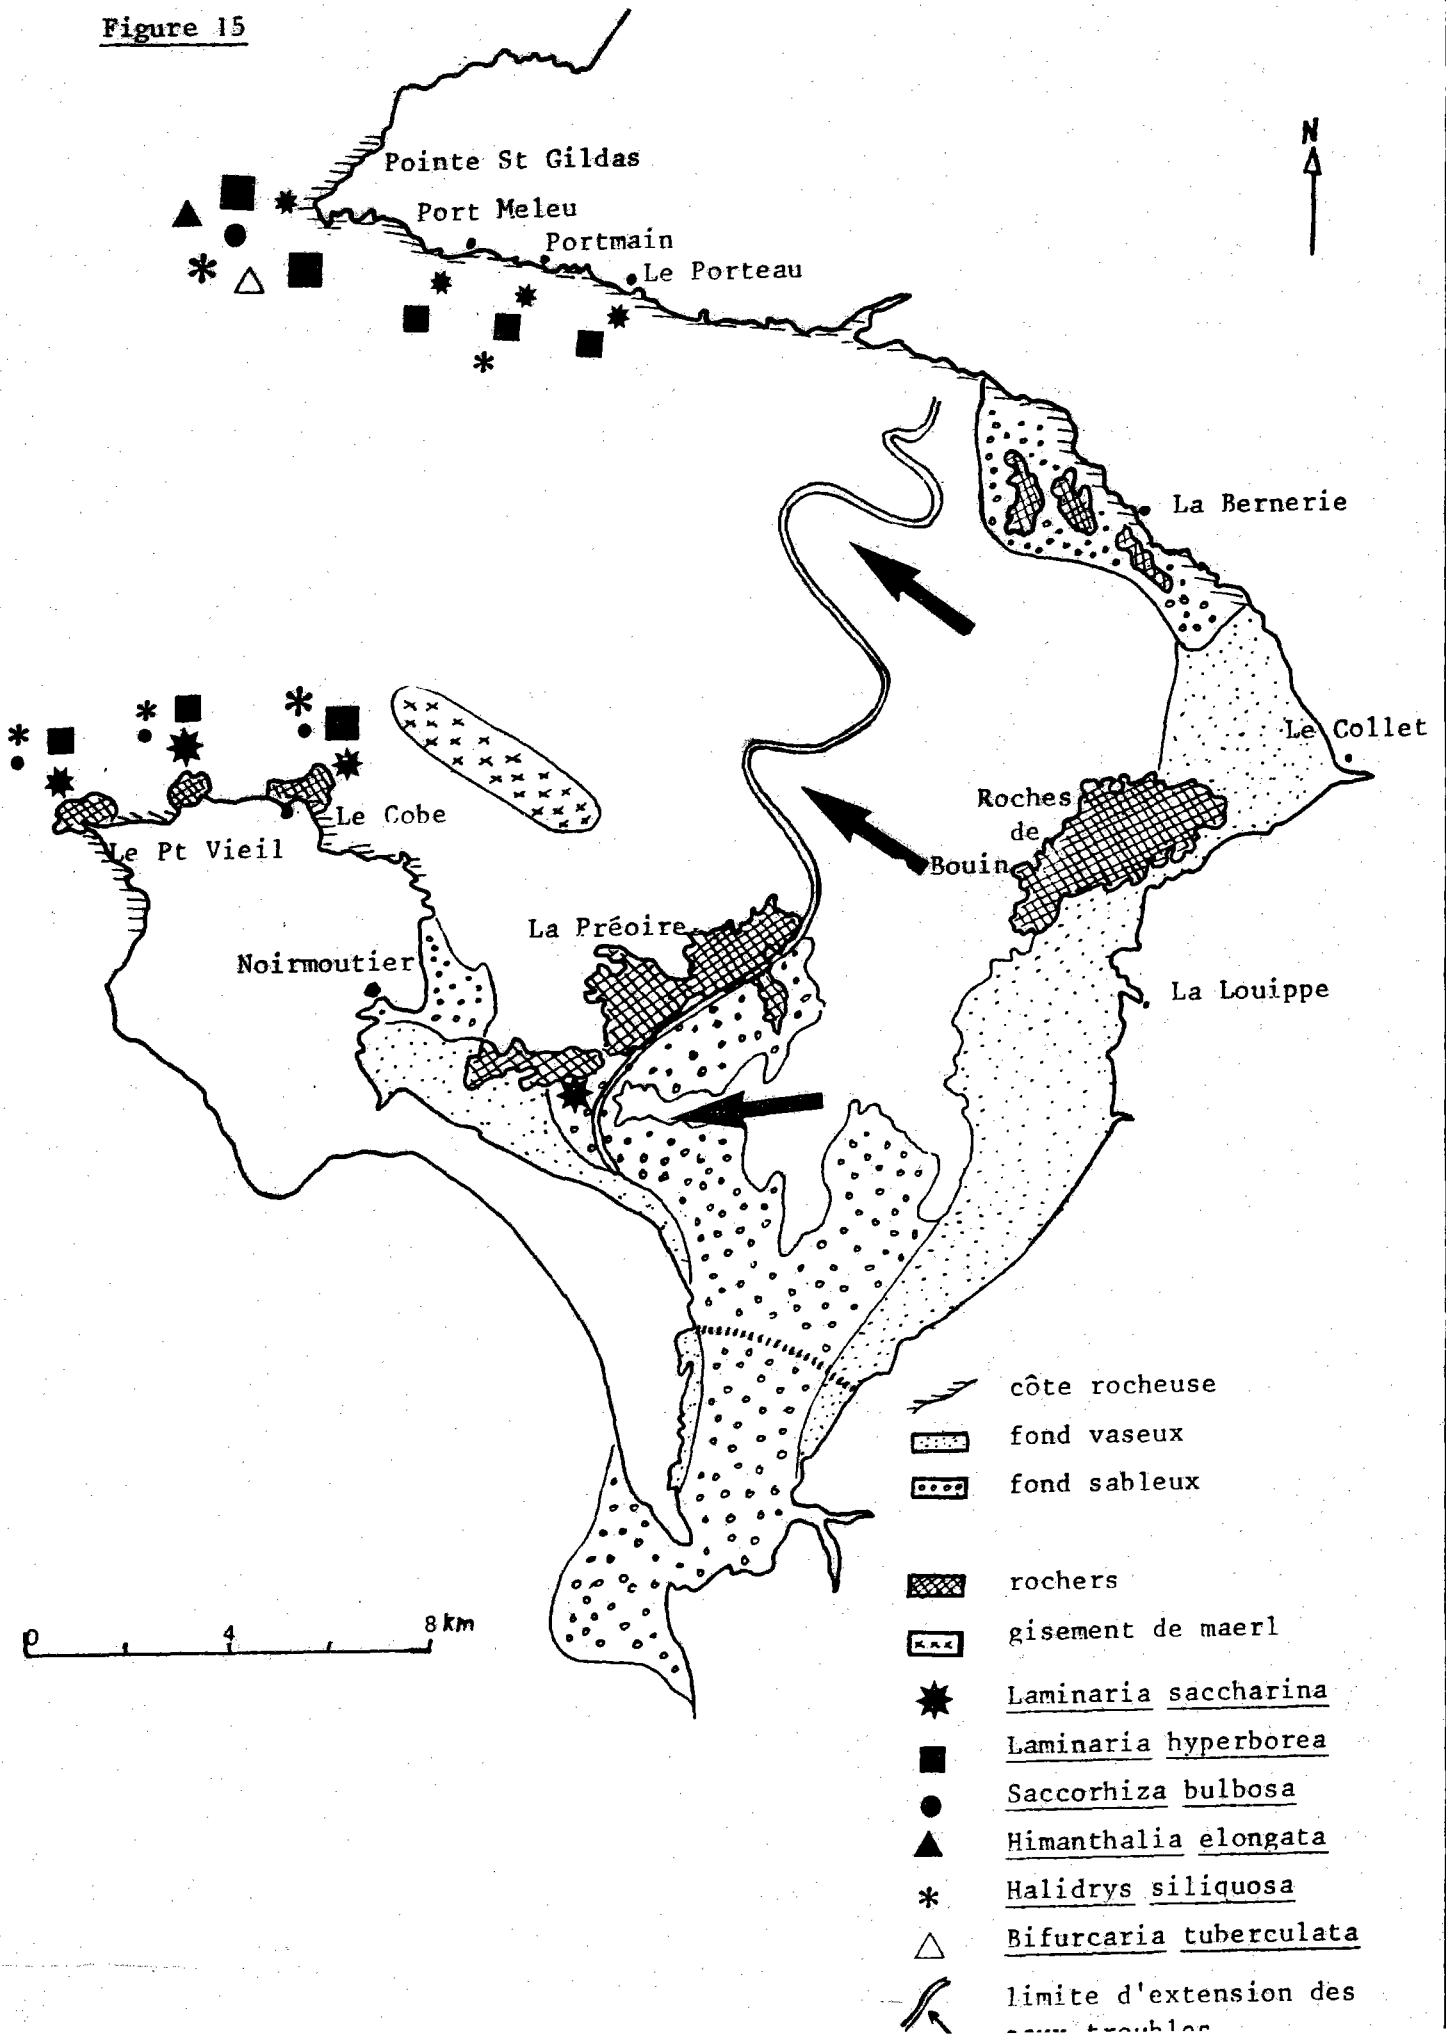 Figure 15
N
Pointe St Gildas
Port Meleu
Portmain
Le Porteau
La Bernerie
Le Collet
Roches
de
Bouin
Le Cobe
Le Pt Vieil
La Préoire
Noirmoutier
La Louippe
côte rocheuse
fond vaseux
fond sableux
rochers
gisement de maerl
0 4 8 km
Laminaria saccharina
Laminaria hyperborea
Saccorhiza bulbosa
Himanthalia elongata
Halidrys siliquosa
Bifurcaria tuberculata
limite d'extension des